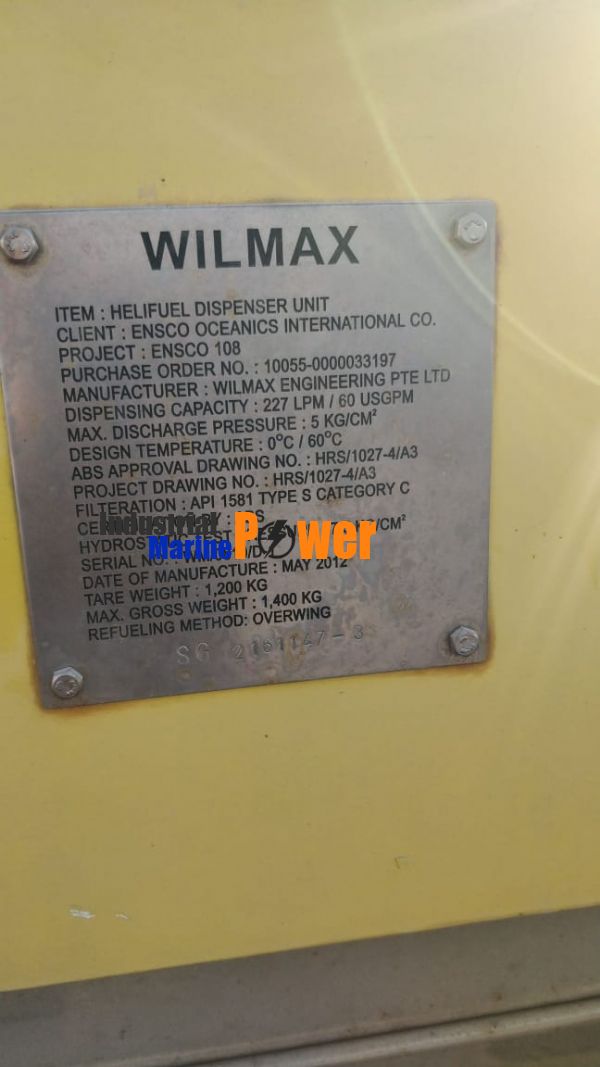 WILMAX
ITEM : HELIFUEL DISPENSER UNIT
CLIENT : ENSCO OCEANICS INTERNATIONAL CO.
PROJECT : ENSCO 108
PURCHASE ORDER NO. : 10055-0000033197
MANUFACTURER : WILMAX ENGINEERING PTE LTD
DISPENSING CAPACITY : 227 LPM / 60 USGPM
MAX. DISCHARGE PRESSURE : 5 KG/CM²
DESIGN TEMPERATURE : 0°C / 60°C
ABS APPROVAL DRAWING NO. : HRS/1027-4/A3
PROJECT DRAWING NO. : HRS/1027-4/A3
FILTRATION : API 1581 TYPE S CATEGORY C
Industrial
Marine Power
SERIAL NO. :
DATE OF MANUFACTURE : MAY 2012
TARE WEIGHT : 1,200 KG
MAX. GROSS WEIGHT : 1,400 KG
REFUELING METHOD: OVERWING
SG